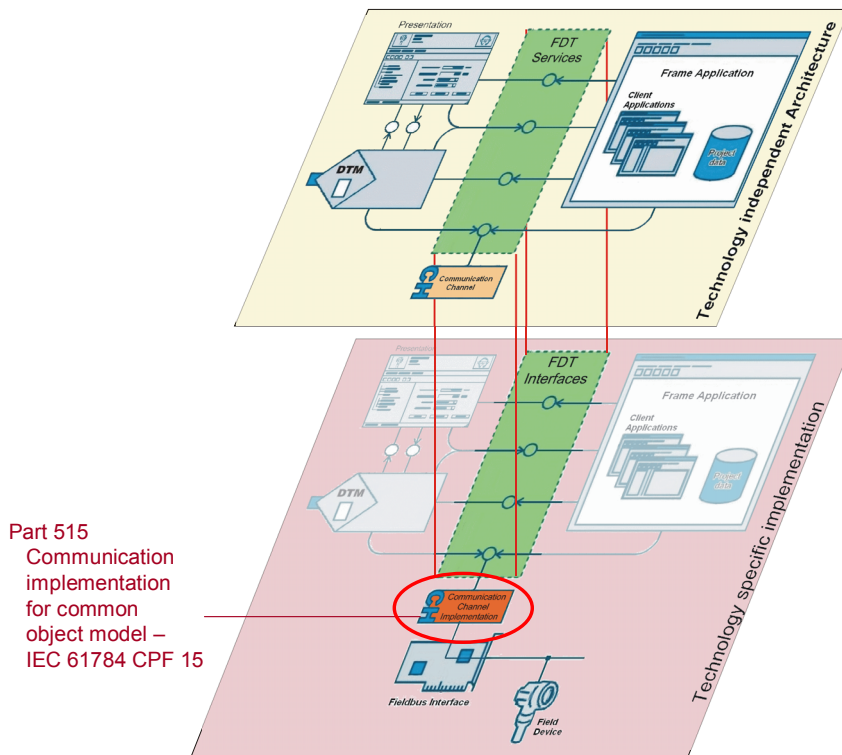 Presentation
FDT
Services
Frame Application
Client
Applications
Project
data
DTM
Communication
Channel
CH
Technology independent Architecture
Presentation
FDT
Interfaces
Frame Application
Client
Applications
Project
data
DTM
Part 515
Communication
implementation
for common
object model –
IEC 61784 CPF 15
Communication
Channel
Implementation
CH
Fieldbus Interface
Field
Device
Technology specific implementation